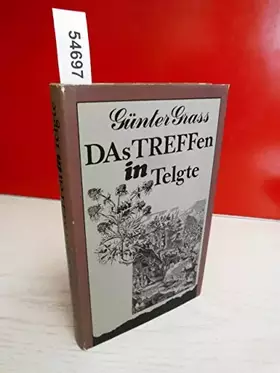 54697
Günter Grass
DAs TREFFen
in Telgte